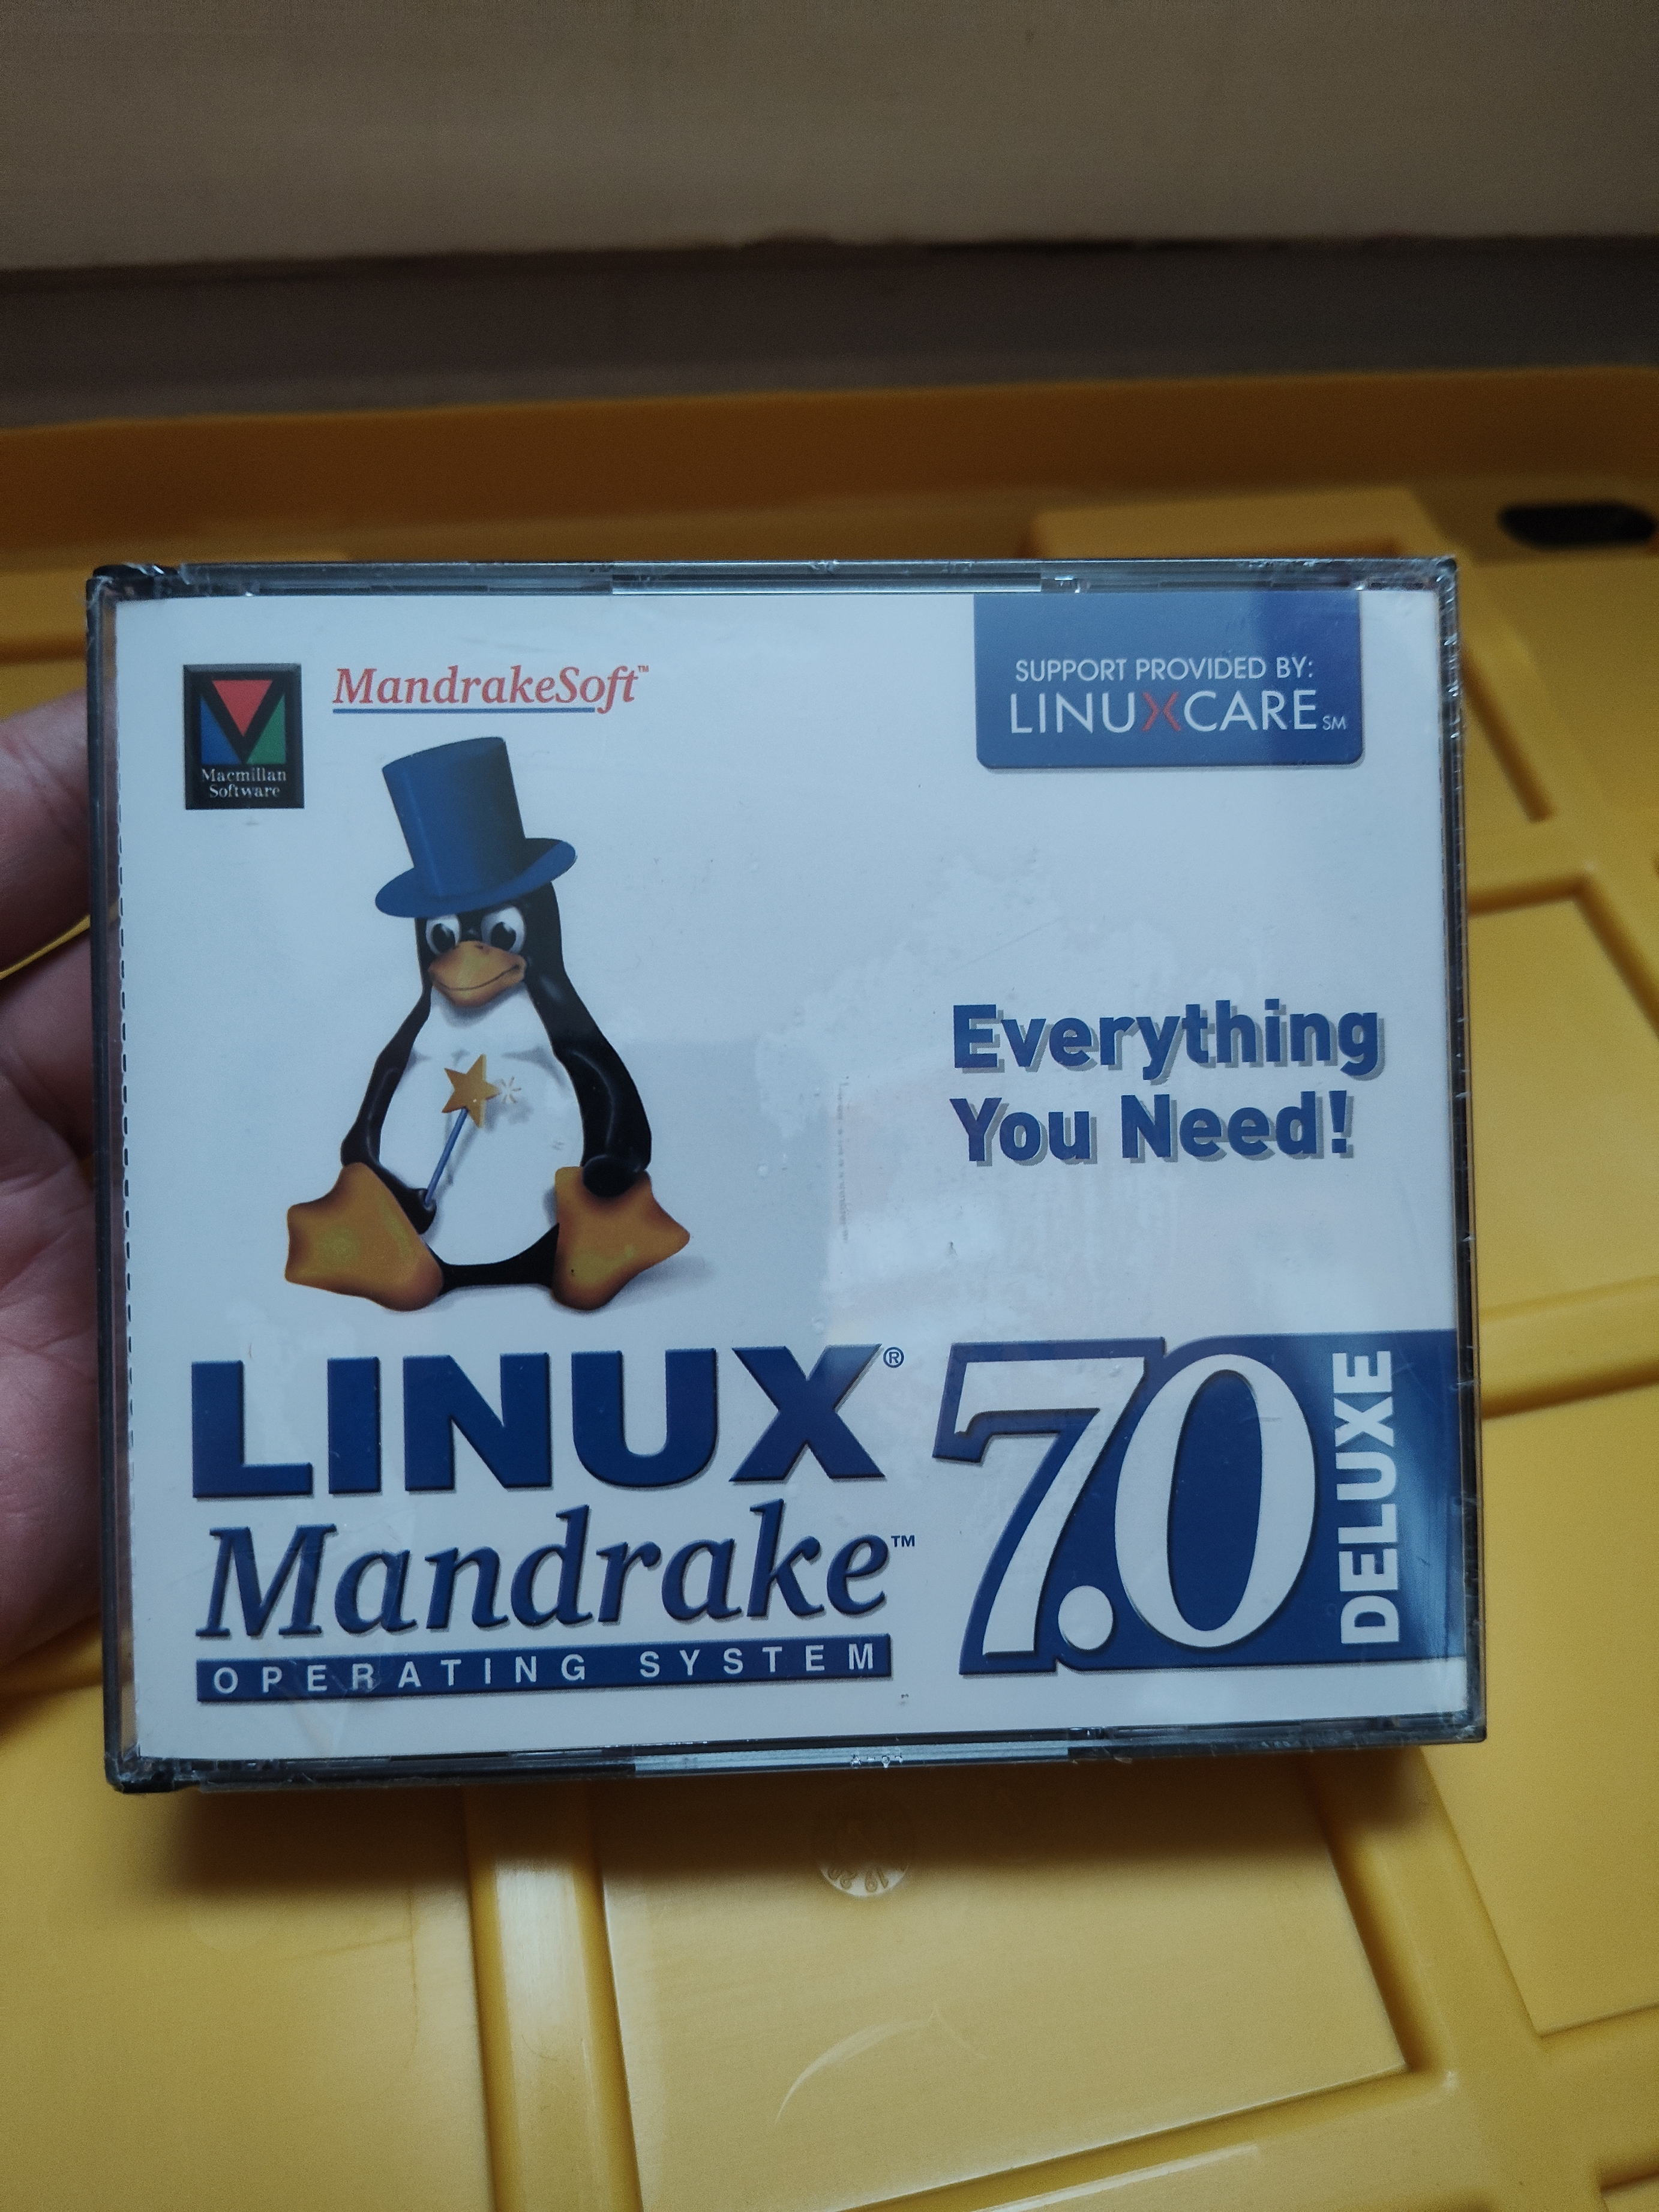 MandrakeSoft™
Macmillan
Software
SUPPORT PROVIDED BY:
LINUXCARE SM
Everything
You Need!
LINUX®
Mandrake™
OPERATING SYSTEM
7.0
DELUXE